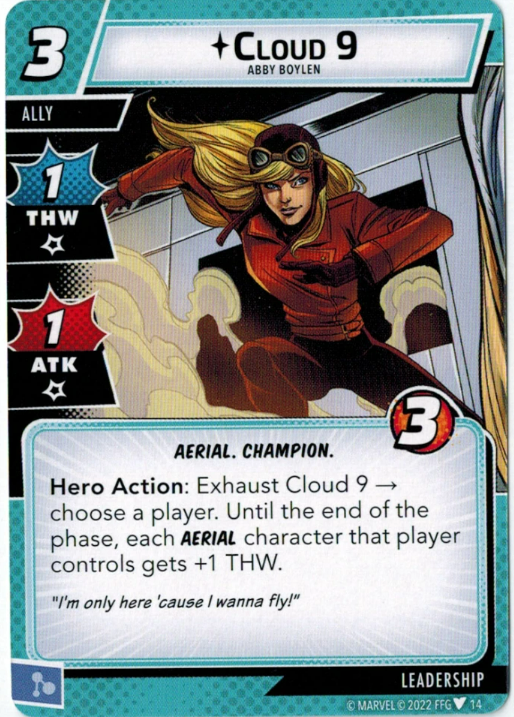 3
✦CLOUD 9
ABBY BOYLEN
ALLY
1
THW
1
ATK
3
AERIAL. CHAMPION.
Hero Action: Exhaust Cloud 9 →
choose a player. Until the end of the
phase, each AERIAL character that player
controls gets +1 THW.
"I'm only here 'cause I wanna fly!"
LEADERSHIP
© MARVEL © 2022 FFG 14